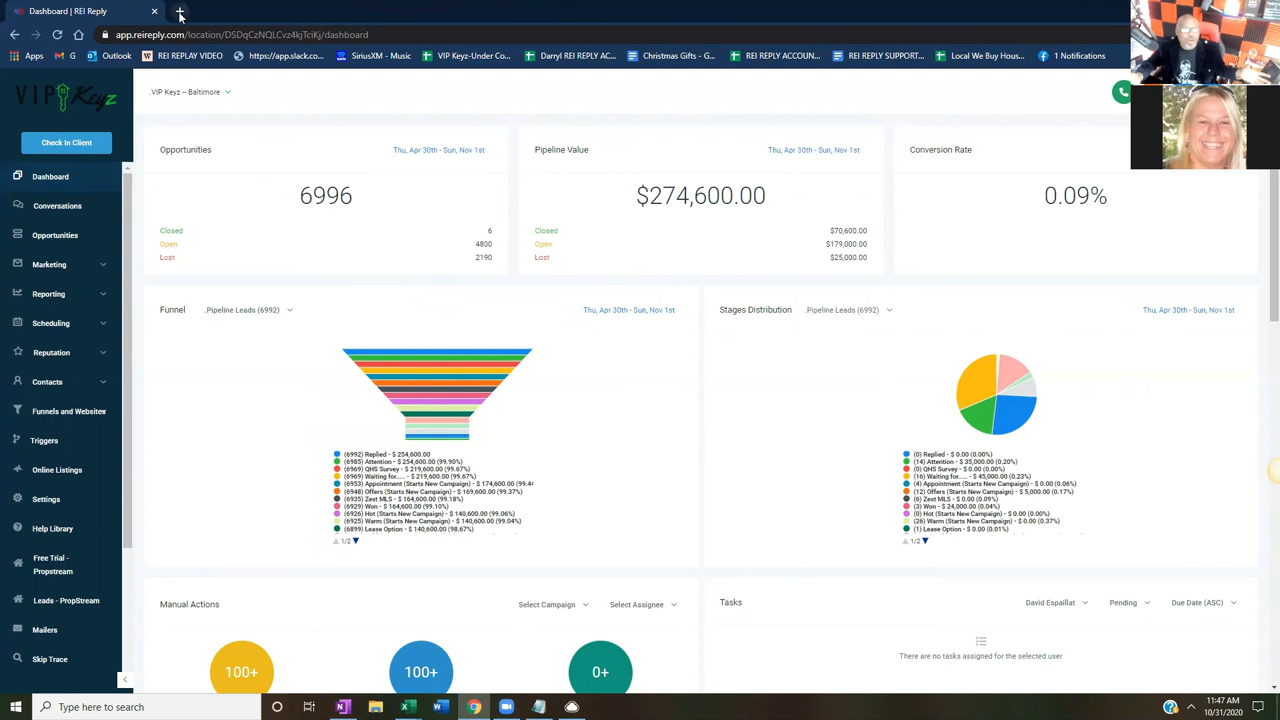 Dashboard | REI Reply
app.reireply.com/location/DSDqCzNQLCvz4kjTiKij/dashboard
Apps
Outlook
REI REPLAY VIDEO
https://app.slack.co...
SiriusXM - Music
VIP Keyz-Under Co...
Darryl REI REPLY AC...
Christmas Gifts - G...
REI REPLY ACCOUN...
REI REPLY SUPPORT...
Local We Buy Hous...
1 Notifications
VIP Keyz
.VIP Keyz -- Baltimore
Check In Client
Dashboard
Conversations
Opportunities
Marketing
Reporting
Scheduling
Reputation
Contacts
Funnels and Websites
Triggers
Online Listings
Settings
Help Library
Free Trial -
Propstream
Leads - PropStream
Mailers
Skip Trace
Opportunities
Thu, Apr 30th - Sun, Nov 1st
6996
Closed 6
Open 4800
Lost 2190
Pipeline Value
Thu, Apr 30th - Sun, Nov 1st
$274,600.00
Closed $70,600.00
Open $179,000.00
Lost $25,000.00
Conversion Rate
0.09%
Funnel
.Pipeline Leads (6992)
Thu, Apr 30th - Sun, Nov 1st
(6992) Replied - $ 254,600.00
(6985) Attention - $ 254,600.00 (99.90%)
(6969) QHS Survey - $ 219,600.00 (99.67%)
(6969) Waiting for..... - $ 219,600.00 (99.67%)
(6953) Appointment (Starts New Campaign) - $ 174,600.00 (99.4
(6948) Offers (Starts New Campaign) - $ 169,600.00 (99.37%)
(6935) Zest MLS - $ 164,600.00 (99.18%)
(6929) Won - $ 164,600.00 (99.10%)
(6926) Hot (Starts New Campaign) - $ 140,600.00 (99.06%)
(6925) Warm (Starts New Campaign) - $ 140,600.00 (99.04%)
(6899) Lease Option - $ 140,600.00 (98.67%)
1/2
Stages Distribution
.Pipeline Leads (6992)
Thu, Apr 30th - Sun, Nov 1st
(0) Replied - $ 0.00 (0.00%)
(14) Attention - $ 35,000.00 (0.20%)
(0) QHS Survey - $ 0.00 (0.00%)
(16) Waiting for..... - $ 45,000.00 (0.23%)
(4) Appointment (Starts New Campaign) - $ 0.00 (0.06%)
(12) Offers (Starts New Campaign) - $ 5,000.00 (0.17%)
(6) Zest MLS - $ 0.00 (0.09%)
(3) Won - $ 24,000.00 (0.04%)
(0) Hot (Starts New Campaign) - $ 0.00 (0.00%)
(26) Warm (Starts New Campaign) - $ 0.00 (0.37%)
(1) Lease Option - $ 0.00 (0.01%)
1/2
Manual Actions
Select Campaign
Select Assignee
100+
100+
0+
Tasks
David Espaillat
Pending
Due Date (ASC)
There are no tasks assigned for the selected user
Type here to search
11:47 AM
10/31/2020